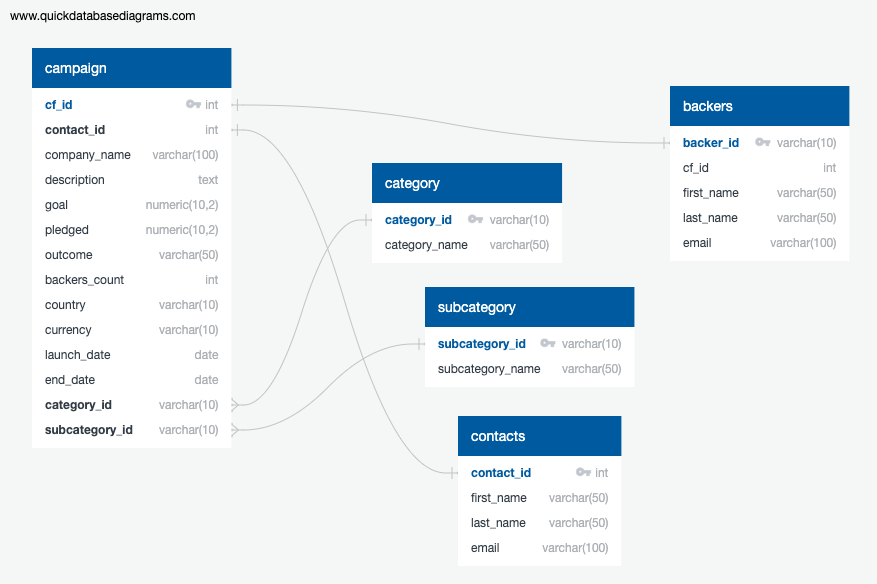 www.quickdatabasediagrams.com
campaign
cf_id int
contact_id int
company_name varchar(100)
description text
goal numeric(10,2)
pledged numeric(10,2)
outcome varchar(50)
backers_count int
country varchar(10)
currency varchar(10)
launch_date date
end_date date
category_id varchar(10)
subcategory_id varchar(10)
category
category_id varchar(10)
category_name varchar(50)
subcategory
subcategory_id varchar(10)
subcategory_name varchar(50)
contacts
contact_id int
first_name varchar(50)
last_name varchar(50)
email varchar(100)
backers
backer_id varchar(10)
cf_id int
first_name varchar(50)
last_name varchar(50)
email varchar(100)